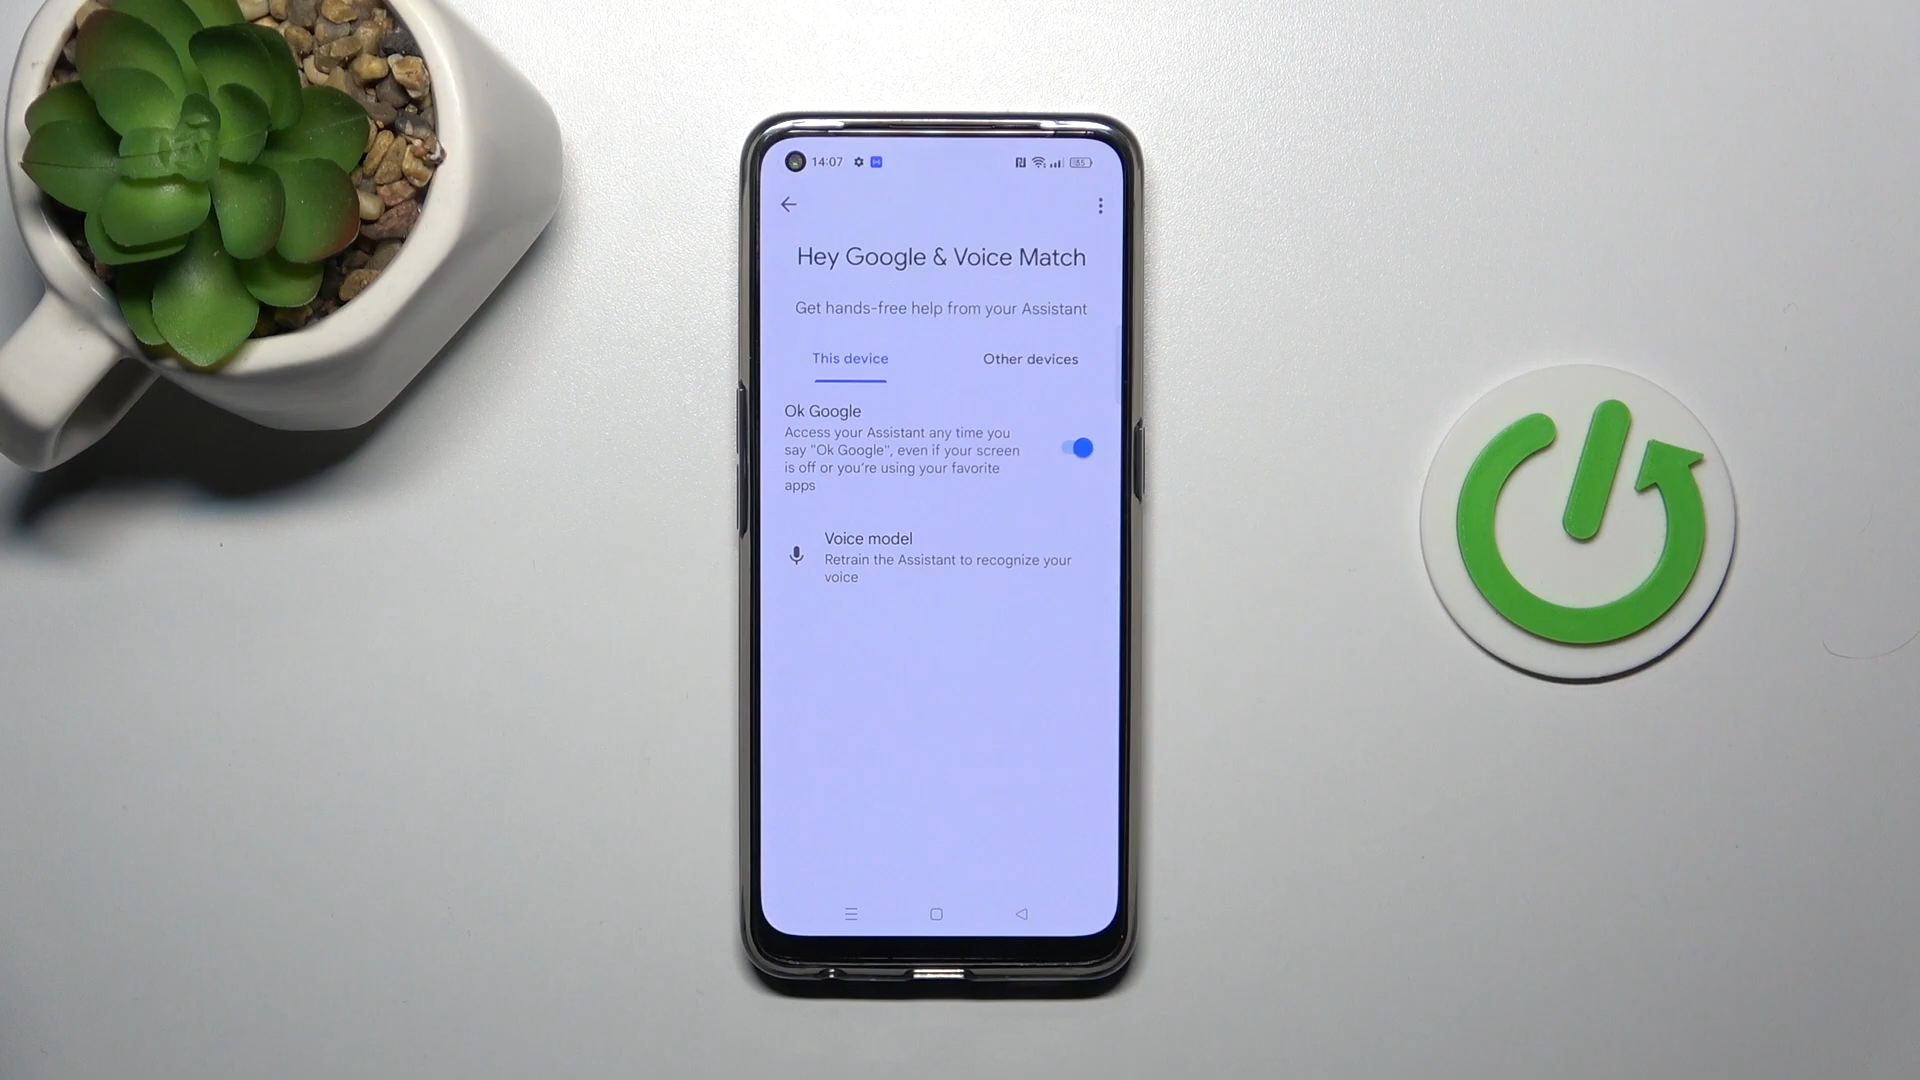 14:07
Hey Google & Voice Match
Get hands-free help from your Assistant
This device
Other devices
Ok Google
Access your Assistant any time you
say "Ok Google", even if your screen
is off or you're using your favorite
apps
Voice model
Retrain the Assistant to recognize your
voice